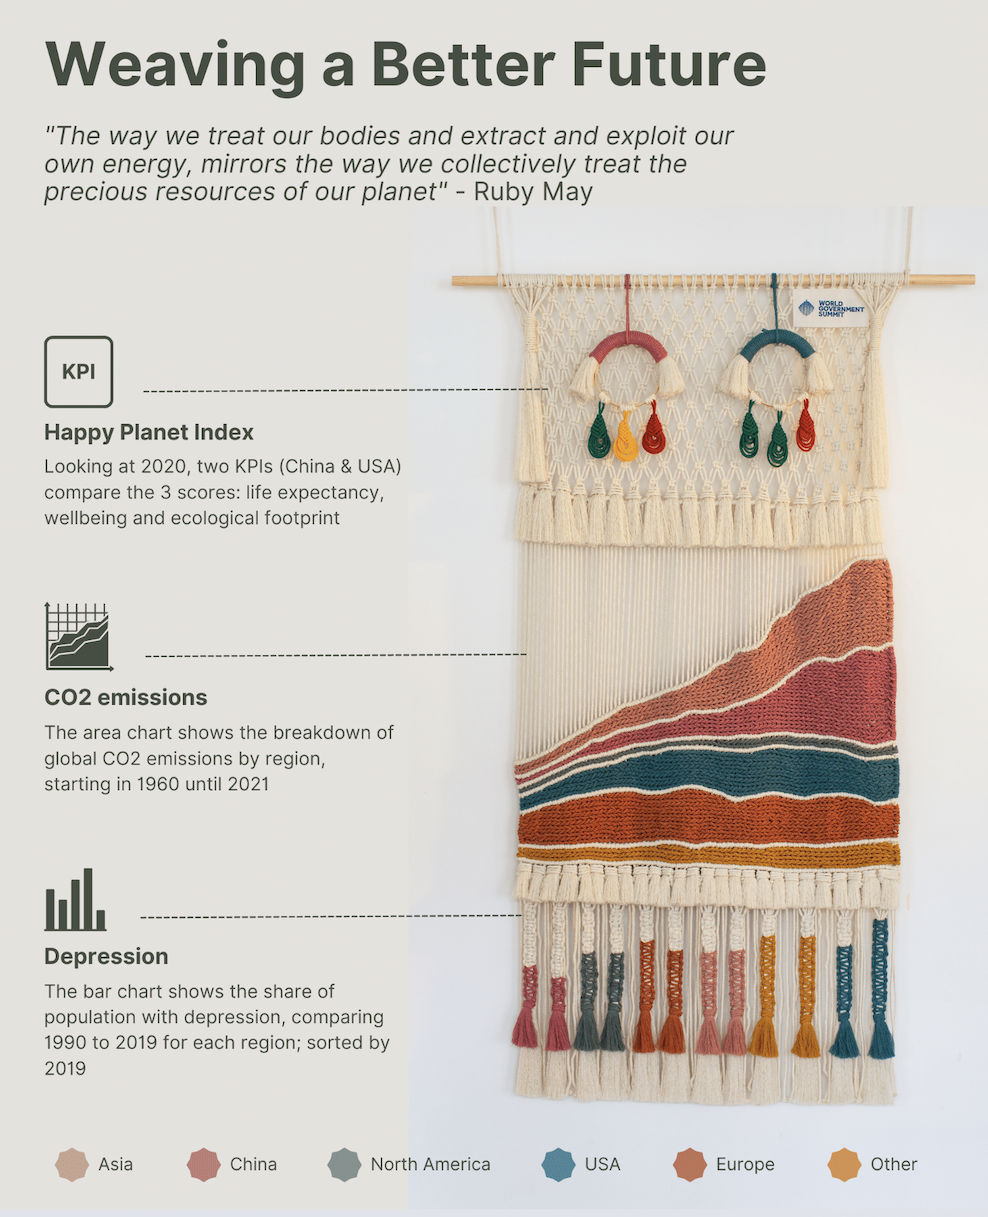 Weaving a Better Future
"The way we treat our bodies and extract and exploit our
own energy, mirrors the way we collectively treat the
precious resources of our planet" - Ruby May
WORLD
GOVERNMENT
SUMMIT
KPI
Happy Planet Index
Looking at 2020, two KPIs (China & USA)
compare the 3 scores: life expectancy,
wellbeing and ecological footprint
CO2 emissions
The area chart shows the breakdown of
global CO2 emissions by region,
starting in 1960 until 2021
Depression
The bar chart shows the share of
population with depression, comparing
1990 to 2019 for each region; sorted by
2019
Asia
China
North America
USA
Europe
Other